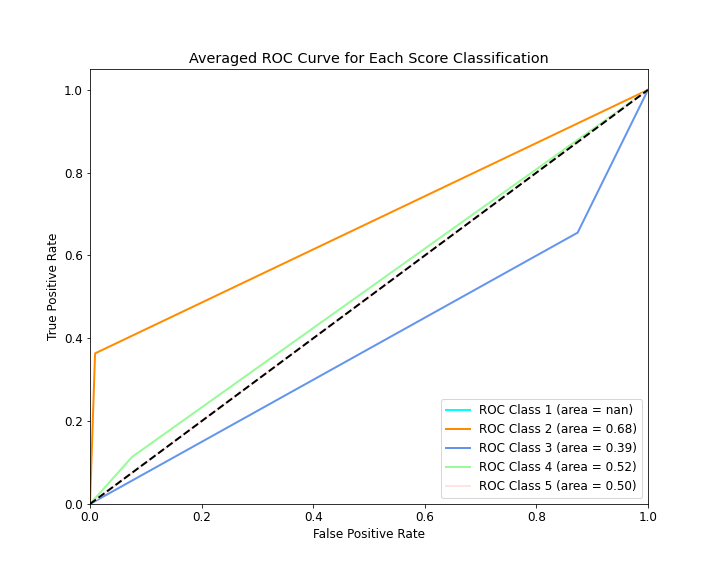 Averaged ROC Curve for Each Score Classification
1.0
0.8
0.6
0.4
0.2
0.0
True Positive Rate
ROC Class 1 (area = nan)
ROC Class 2 (area = 0.68)
ROC Class 3 (area = 0.39)
ROC Class 4 (area = 0.52)
ROC Class 5 (area = 0.50)
0.0 0.2 0.4 0.6 0.8 1.0
False Positive Rate